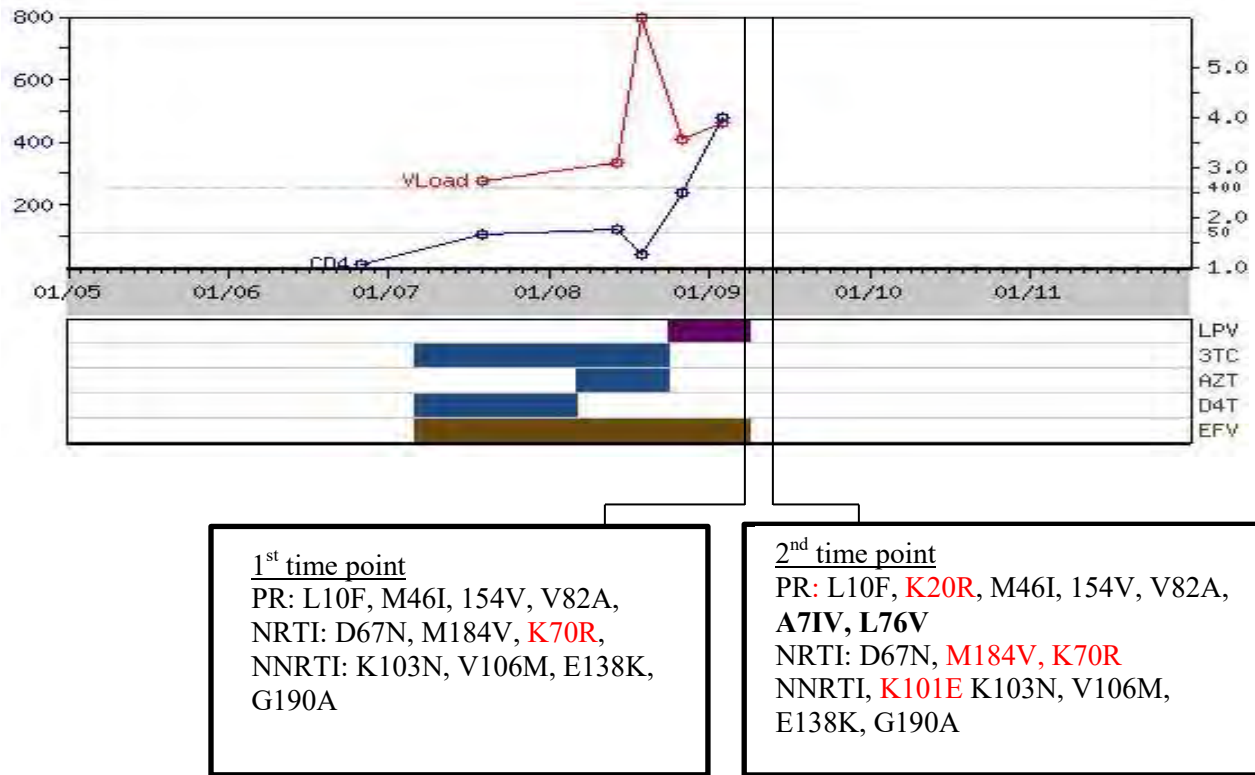 800
600
400
200
5.0
4.0
3.0
400
2.0
50
1.0
VLoad
CD4
01/05 01/06 01/07 01/08 01/09 01/10 01/11
LPV
3TC
AZT
D4T
EFV
1st time point
PR: L10F, M46I, 154V, V82A,
NRTI: D67N, M184V, K70R,
NNRTI: K103N, V106M, E138K,
G190A
2nd time point
PR: L10F, K20R, M46I, 154V, V82A,
A7IV, L76V
NRTI: D67N, M184V, K70R
NNRTI, K101E K103N, V106M,
E138K, G190A